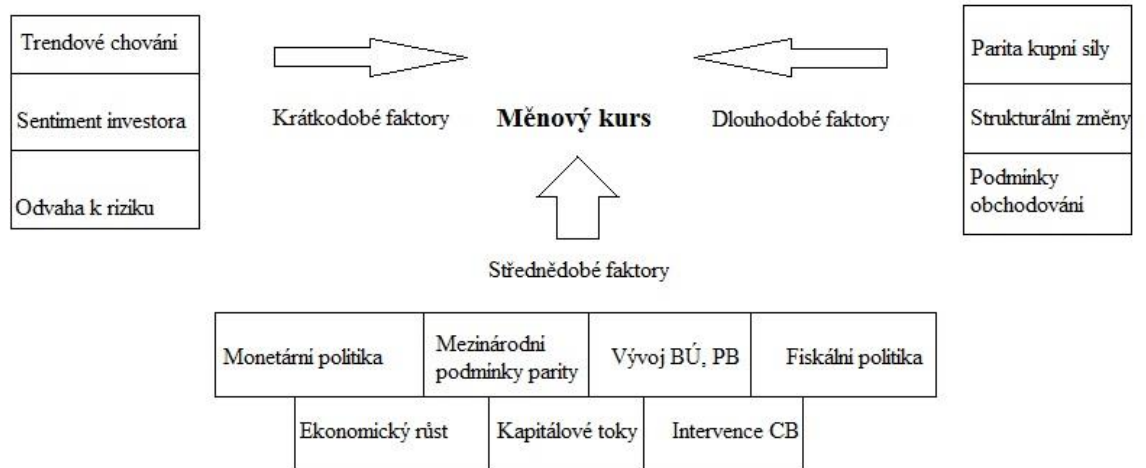 Trendové chování
Sentiment investora
Odvaha k riziku
Krátkodobé faktory
Měnový kurs
Dlouhodobé faktory
Parita kupní síly
Strukturální změny
Podmínky
obchodování
Střednědobé faktory
Monetární politika
Mezinárodní
podmínky parity
Vývoj BÚ, PB
Fiskální politika
Ekonomický růst
Kapitálové toky
Intervence CB